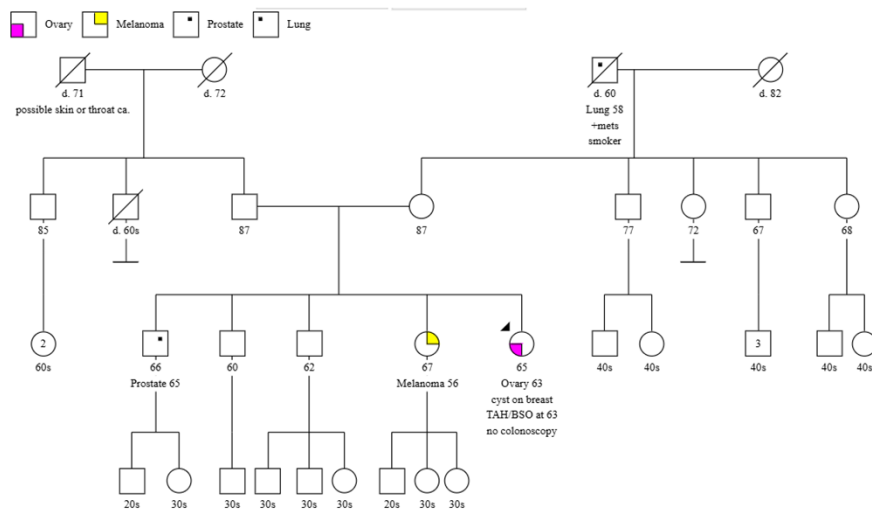 Ovary Melanoma Prostate Lung
d. 71 d. 72 d. 60 d. 82
possible skin or throat ca. Lung 58
+mets
smoker
85 d. 60s 87 87 77 72 67 68
2 3
60s 66 60 62 67 65 40s 40s 40s 40s 40s
Prostate 65 Melanoma 56 Ovary 63
cyst on breast
TAH/BSO at 63
no colonoscopy
20s 30s 30s 30s 30s 30s 20s 30s 30s